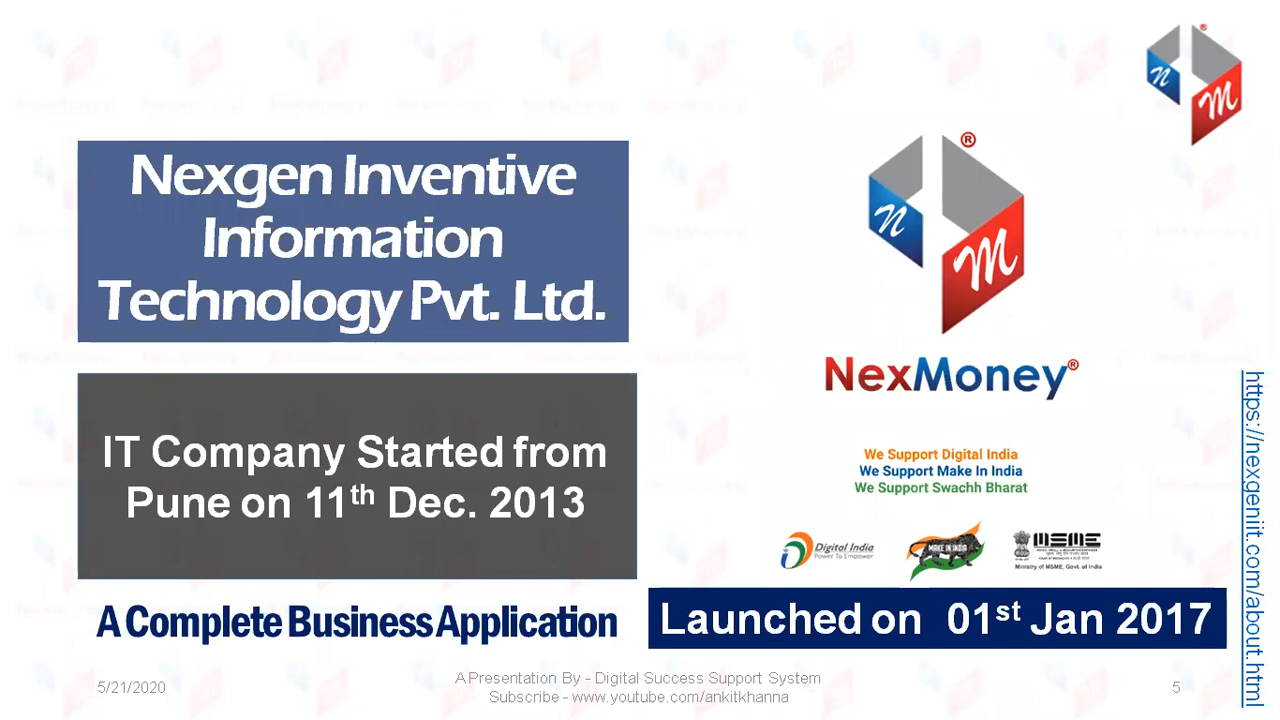 Nexgen Inventive
Information
Technology Pvt. Ltd.
IT Company Started from
Pune on 11th Dec. 2013
A Complete Business Application
n
M
®
n
M
®
NexMoney®
We Support Digital India
We Support Make In India
We Support Swachh Bharat
Digital India
Power To Empower
MAKE IN INDIA
MSME
Ministry of MSME, Govt. of India
Launched on 01st Jan 2017
https://nexgeniit.com/about.html
5/21/2020
A Presentation By - Digital Success Support System
Subscribe - www.youtube.com/ankitkhanna
5